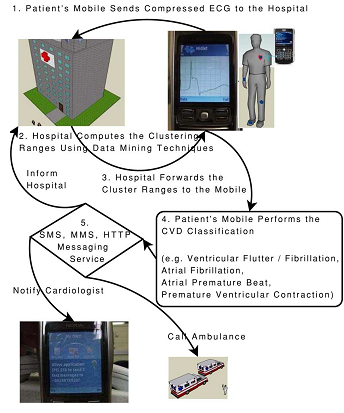 1. Patient's Mobile Sends Compressed ECG to the Hospital
2. Hospital Computes the Clustering
Ranges Using Data Mining Techniques
Inform
Hospital
3. Hospital Forwards the
Cluster Ranges to the Mobile
5.
SMS, MMS, HTTP
Messaging
Service
4. Patient's Mobile Performs the
CVD Classification
(e.g. Ventricular Flutter / Fibrillation,
Atrial Fibrillation,
Atrial Premature Beat,
Premature Ventricular Contraction)
Notify Cardiologist
Call Ambulance